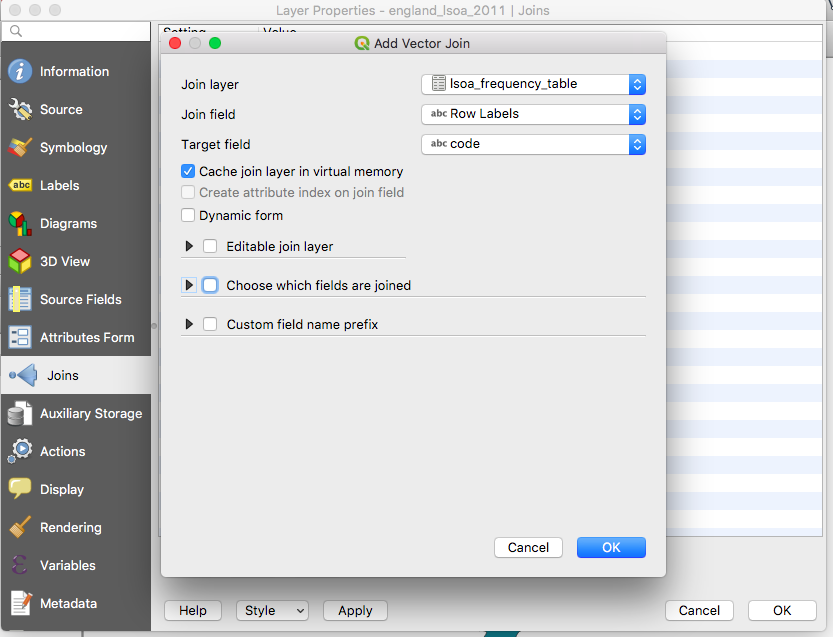 Layer Properties - england_lsoa_2011 | Joins
Add Vector Join
Information
Source
abc Labels
Symbology
Diagrams
3D View
Source Fields
Attributes Form
Joins
Auxiliary Storage
Actions
Display
Rendering
ε Variables
Metadata
Join layer lsoa_frequency_table
Join field abc Row Labels
Target field abc code
Cache join layer in virtual memory
Create attribute index on join field
Dynamic form
Editable join layer
Choose which fields are joined
Custom field name prefix
Cancel OK
Help Style Apply Cancel OK